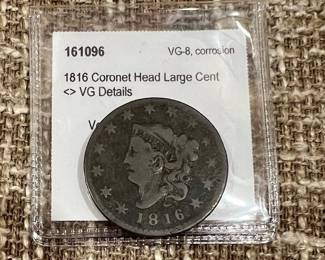 161096 VG-8, corrosion
1816 Coronet Head Large Cent
<> VG Details
1816